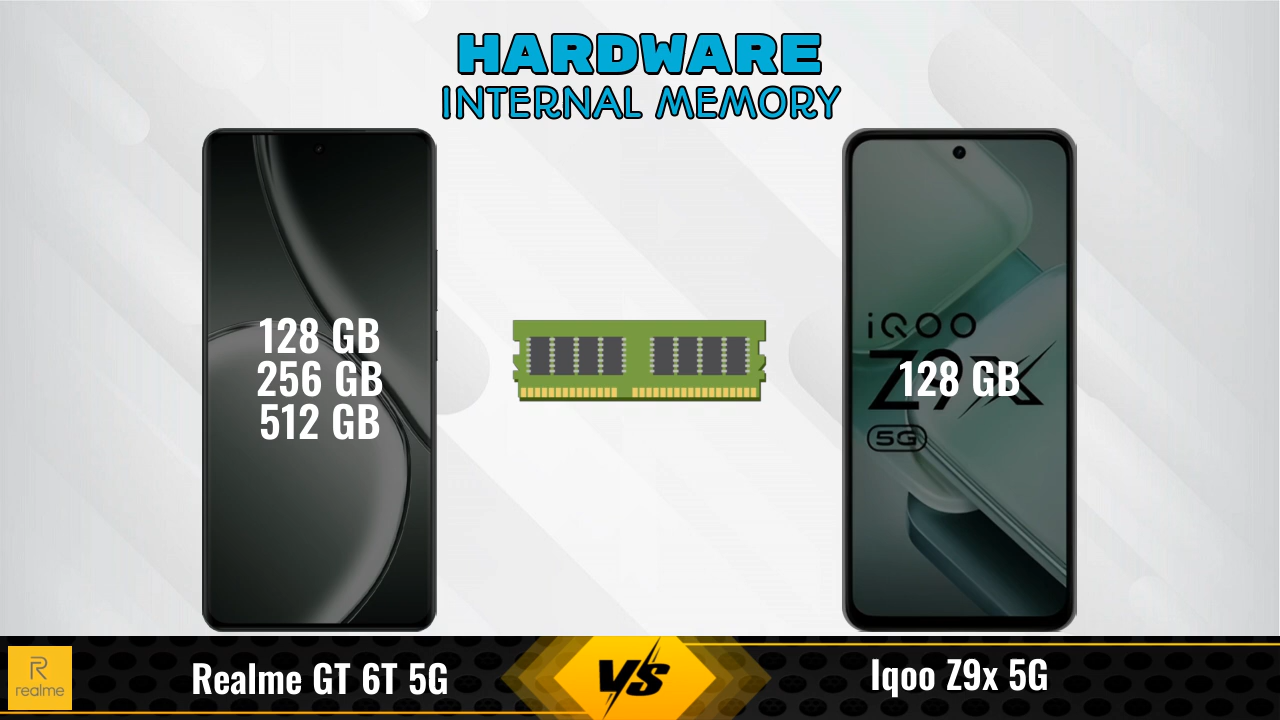 HARDWARE
INTERNAL MEMORY
128 GB
256 GB
512 GB
iQOO
Z9x
5G
128 GB
R
realme
Realme GT 6T 5G
VS
Iqoo Z9x 5G